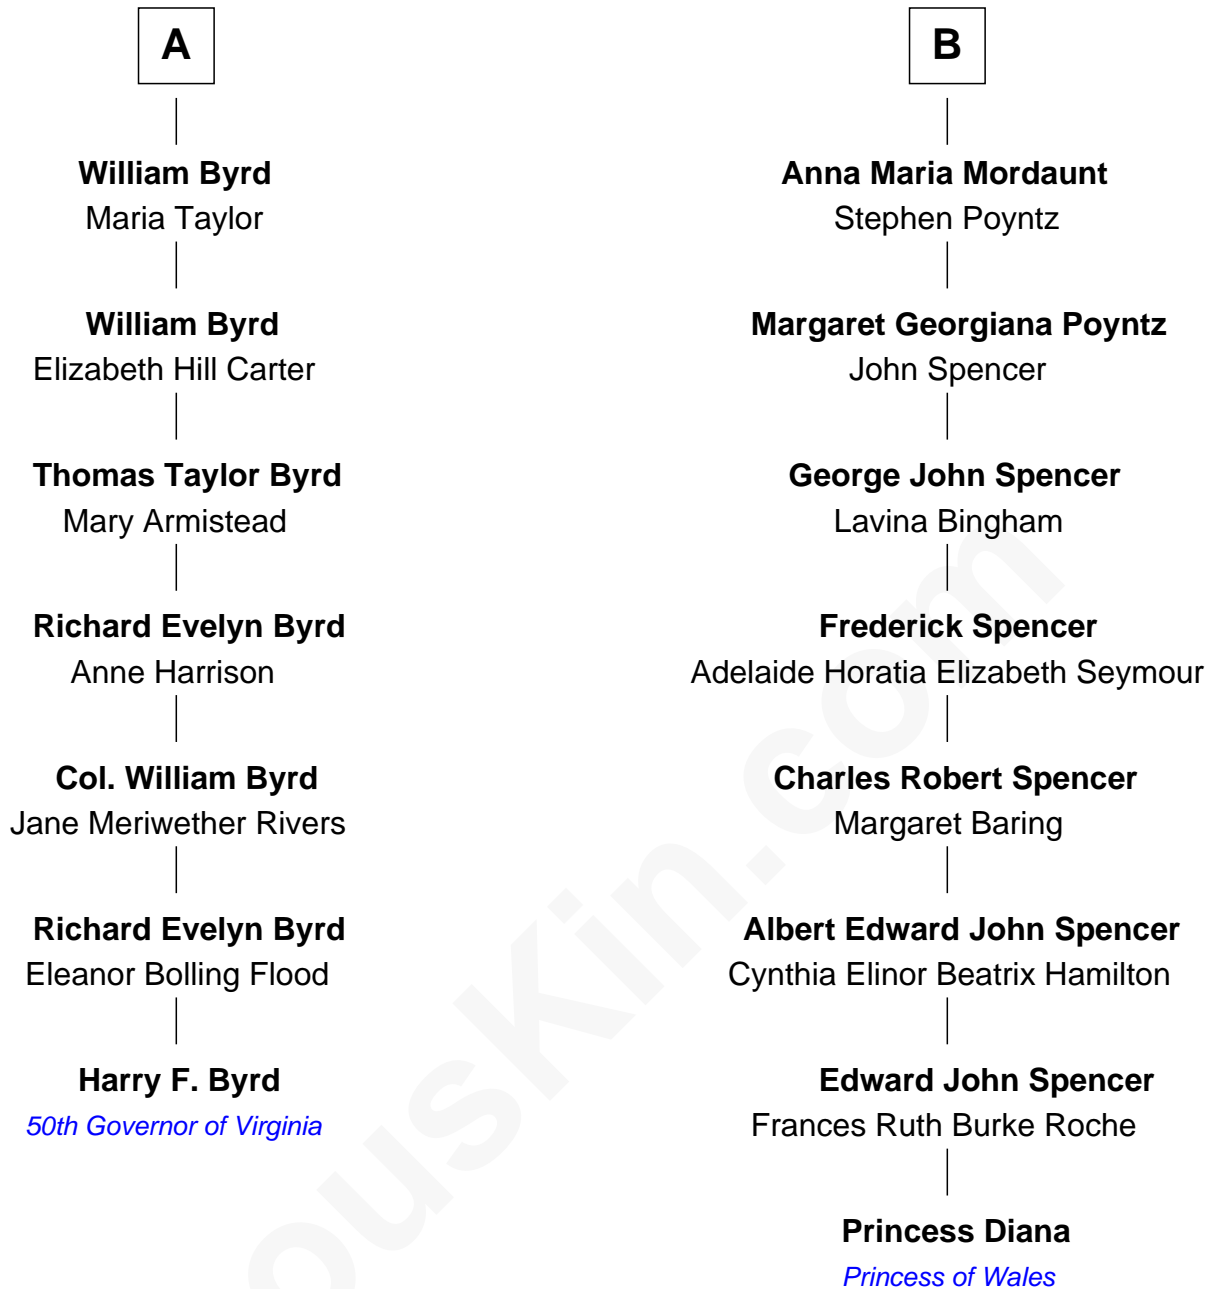 A
William Byrd
Maria Taylor
William Byrd
Elizabeth Hill Carter
Thomas Taylor Byrd
Mary Armistead
Richard Evelyn Byrd
Anne Harrison
Col. William Byrd
Jane Meriwether Rivers
Richard Evelyn Byrd
Eleanor Bolling Flood
Harry F. Byrd
50th Governor of Virginia
B
Anna Maria Mordaunt
Stephen Poyntz
Margaret Georgiana Poyntz
John Spencer
George John Spencer
Lavina Bingham
Frederick Spencer
Adelaide Horatia Elizabeth Seymour
Charles Robert Spencer
Margaret Baring
Albert Edward John Spencer
Cynthia Elinor Beatrix Hamilton
Edward John Spencer
Frances Ruth Burke Roche
Princess Diana
Princess of Wales
ousKin.com